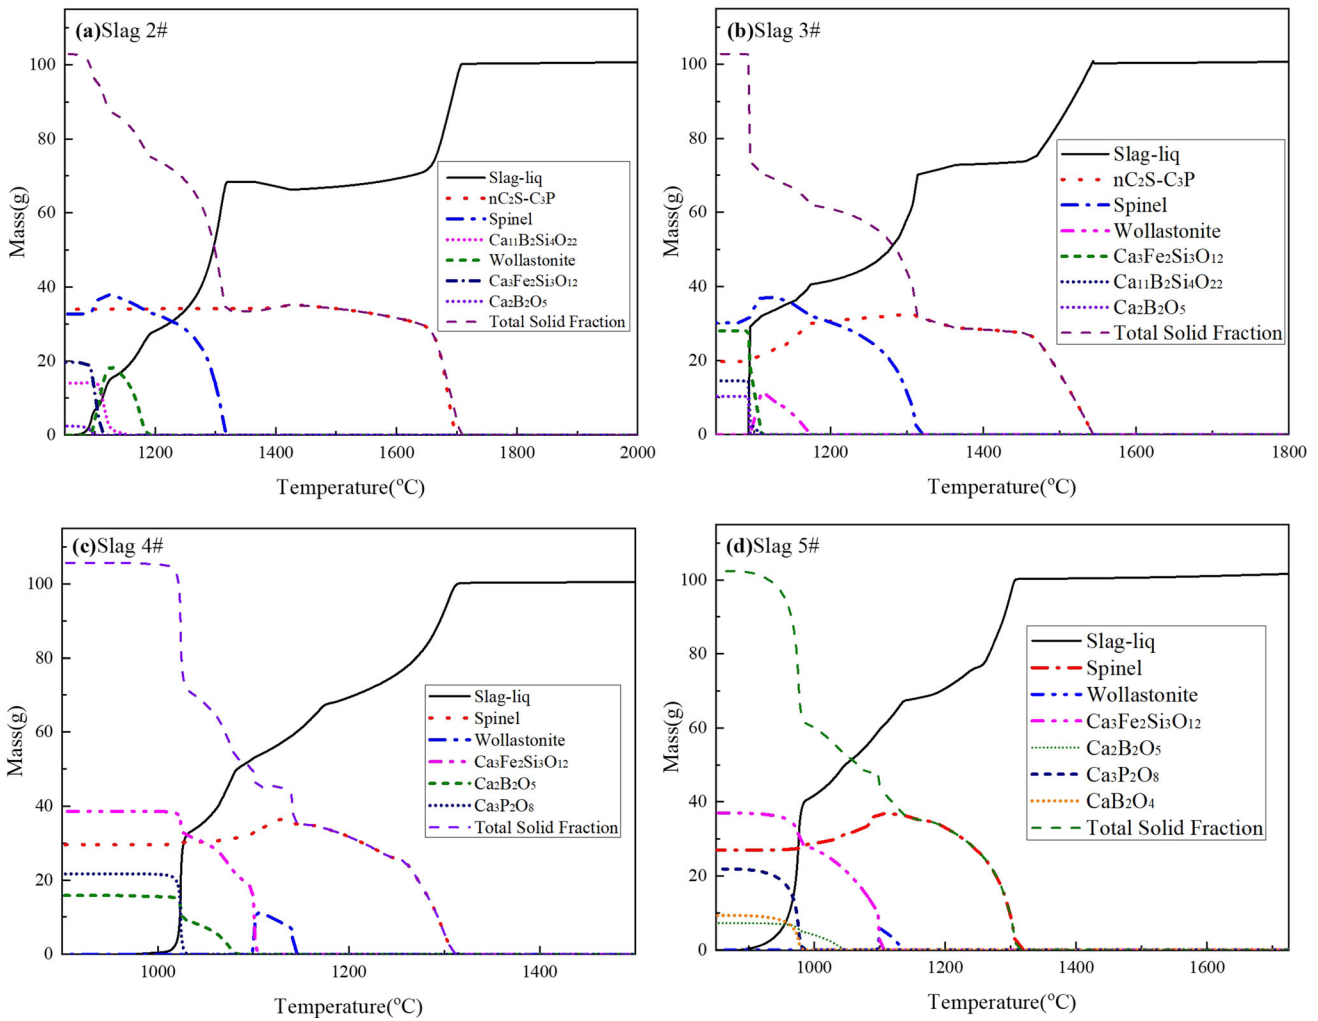 (a)Slag 2#
Mass(g)
100
80
60
40
20
0
1200
1400
1600
1800
2000
Temperature(°C)
Slag-liq
nC₂S-C₃P
Spinel
Ca₁₁B₂Si₄O₂₂
Wollastonite
Ca₃Fe₂Si₃O₁₂
Ca₂B₂O₅
Total Solid Fraction
(b)Slag 3#
Mass(g)
100
80
60
40
20
0
1200
1400
1600
1800
Temperature(°C)
Slag-liq
nC₂S-C₃P
Spinel
Wollastonite
Ca₃Fe₂Si₃O₁₂
Ca₁₁B₂Si₄O₂₂
Ca₂B₂O₅
Total Solid Fraction
(c)Slag 4#
Mass(g)
100
80
60
40
20
0
1000
1200
1400
Temperature(°C)
Slag-liq
Spinel
Wollastonite
Ca₃Fe₂Si₃O₁₂
Ca₂B₂O₅
Ca₃P₂O₈
Total Solid Fraction
(d)Slag 5#
Mass(g)
100
80
60
40
20
0
1000
1200
1400
1600
Temperature(°C)
Slag-liq
Spinel
Wollastonite
Ca₃Fe₂Si₃O₁₂
Ca₂B₂O₅
Ca₃P₂O₈
CaB₂O₄
Total Solid Fraction